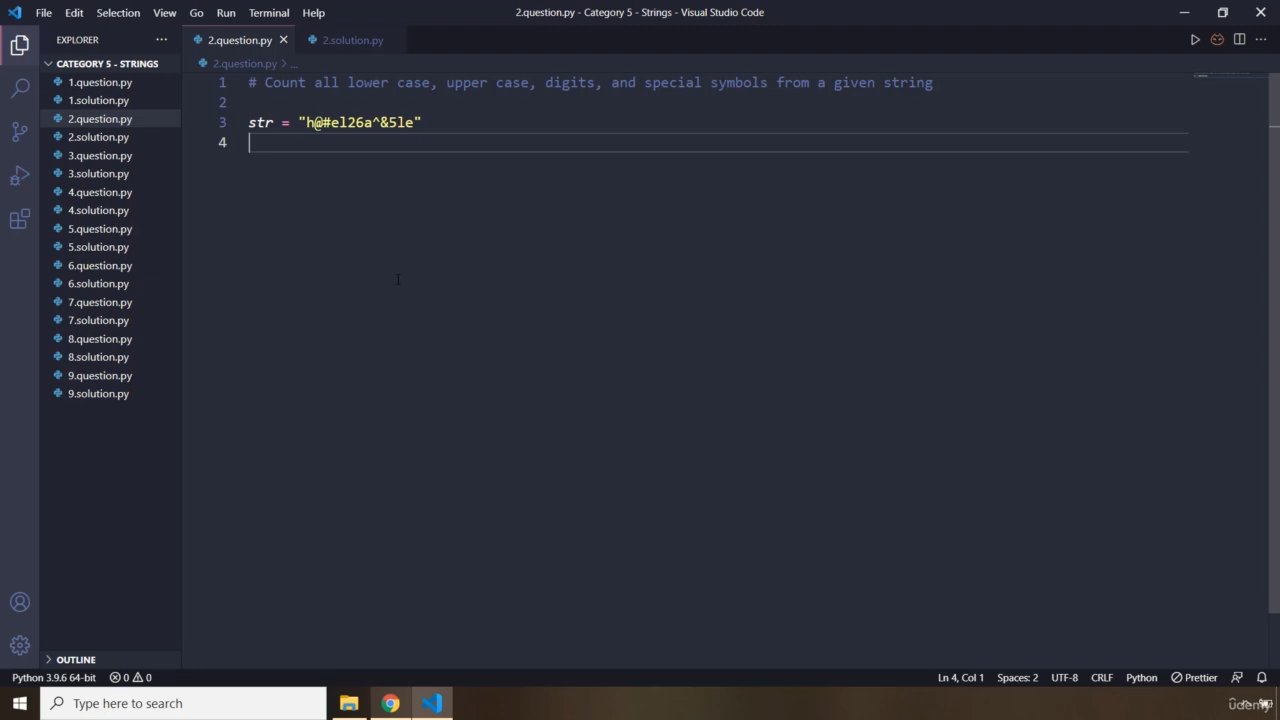 File Edit Selection View Go Run Terminal Help
2.question.py - Category 5 - Strings - Visual Studio Code
EXPLORER
2.question.py
2.solution.py
CATEGORY 5 - STRINGS
2.question.py > ...
1.question.py
1.solution.py
2.question.py
2.solution.py
3.question.py
3.solution.py
4.question.py
4.solution.py
5.question.py
5.solution.py
6.question.py
6.solution.py
7.question.py
7.solution.py
8.question.py
8.solution.py
9.question.py
9.solution.py
1 # Count all lower case, upper case, digits, and special symbols from a given string
2
3 str = "h@#el26a^&5le"
4
OUTLINE
Python 3.9.6 64-bit 0 0 Ln 4, Col 1 Spaces: 2 UTF-8 CRLF Python Prettier
Type here to search
udemy